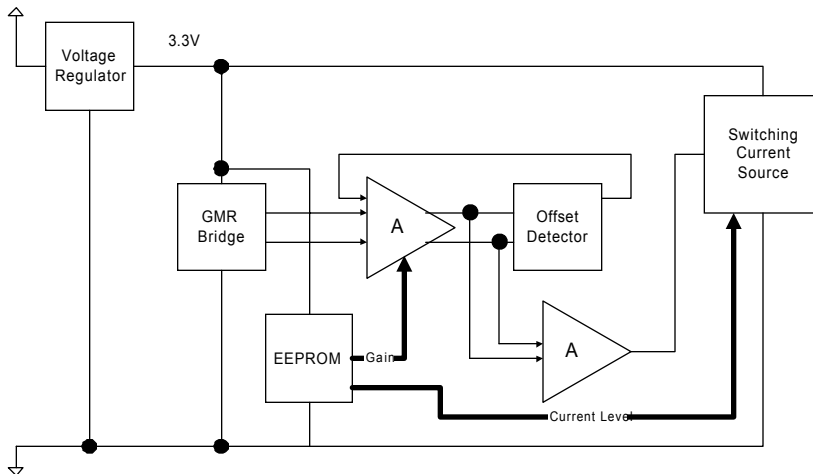 Voltage
Regulator
3.3V
Switching
Current
Source
GMR
Bridge
A
Offset
Detector
EEPROM
Gain
A
Current Level